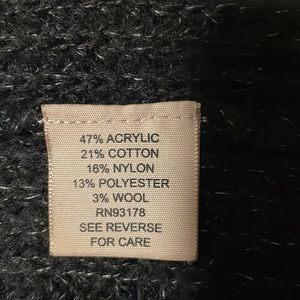 47% ACRYLIC
21% COTTON
16% NYLON
13% POLYESTER
3% WOOL
RN93178
SEE REVERSE
FOR CARE